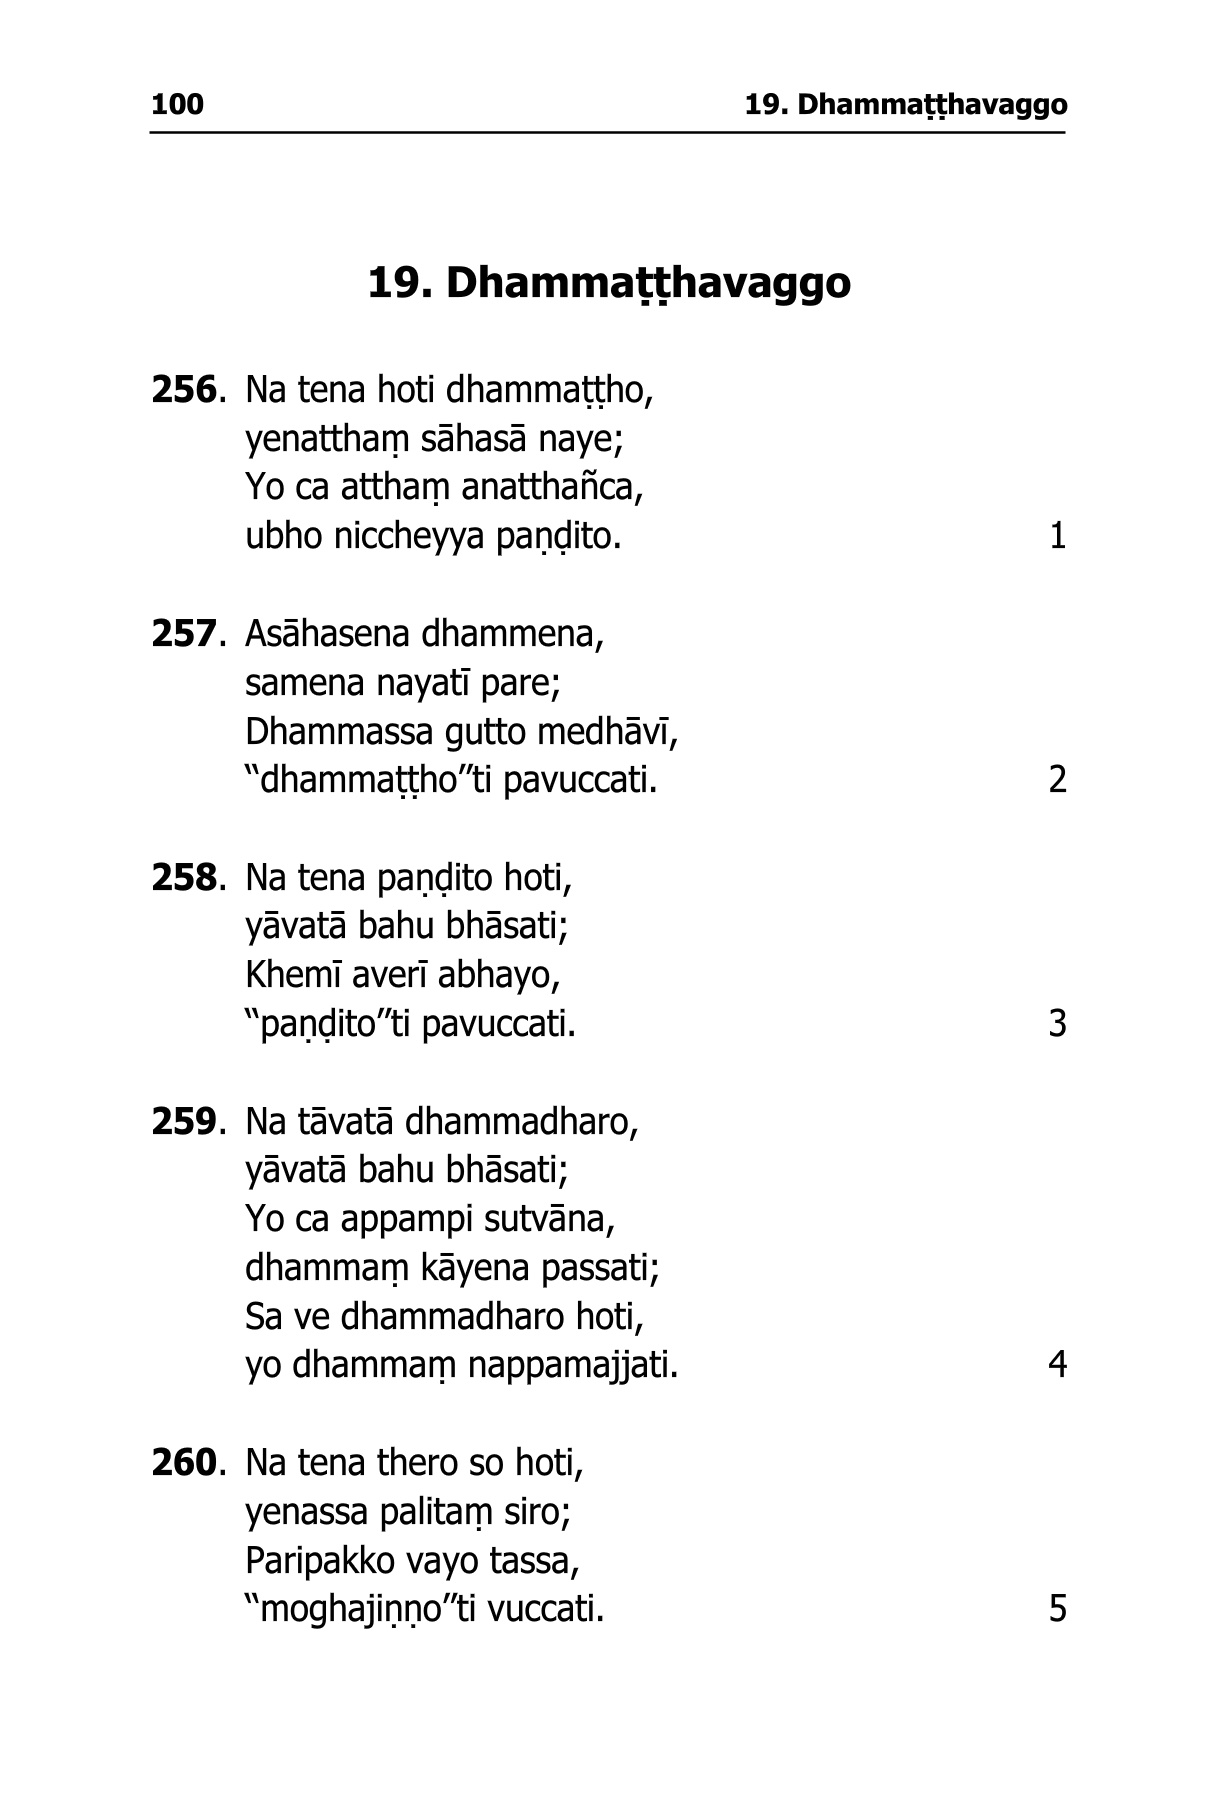 100 19. Dhammaṭṭhavaggo
19. Dhammaṭṭhavaggo
256. Na tena hoti dhammaṭṭho,
yenatthaṃ sāhasā naye;
Yo ca atthaṃ anatthañca,
ubho niccheyya paṇḍito. 1
257. Asāhasena dhammena,
samena nayatī pare;
Dhammassa gutto medhāvī,
“dhammaṭṭho”ti pavuccati. 2
258. Na tena paṇḍito hoti,
yāvatā bahu bhāsati;
Khemī averī abhayo,
“paṇḍito”ti pavuccati. 3
259. Na tāvatā dhammadharo,
yāvatā bahu bhāsati;
Yo ca appampi sutvāna,
dhammaṃ kāyena passati;
Sa ve dhammadharo hoti,
yo dhammaṃ nappamajjati. 4
260. Na tena thero so hoti,
yenassa palitaṃ siro;
Paripakko vayo tassa,
“moghajiṇṇo”ti vuccati. 5